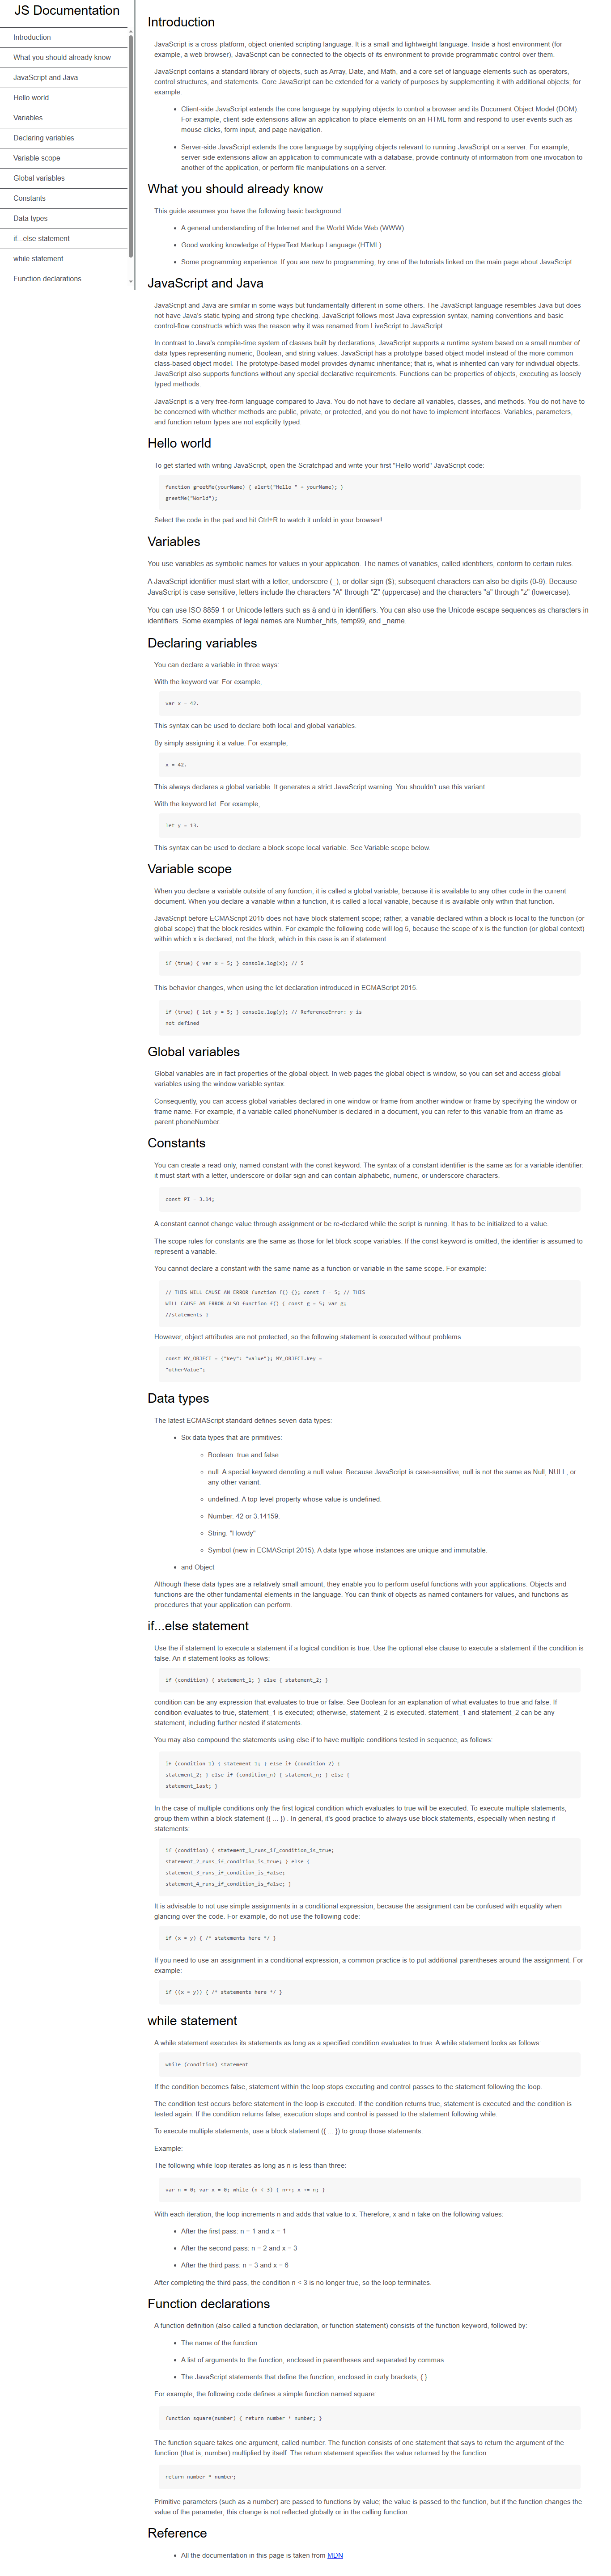 JS Documentation
Introduction
What you should already know
JavaScript and Java
Hello world
Variables
Declaring variables
Variable scope
Global variables
Constants
Data types
if...else statement
while statement
Function declarations
Introduction
JavaScript is a cross-platform, object-oriented scripting language. It is a small and lightweight language. Inside a host environment (for
example, a web browser), JavaScript can be connected to the objects of its environment to provide programmatic control over them.
JavaScript contains a standard library of objects, such as Array, Date, and Math, and a core set of language elements such as operators,
control structures, and statements. Core JavaScript can be extended for a variety of purposes by supplementing it with additional objects; for
example:
• Client-side JavaScript extends the core language by supplying objects to control a browser and its Document Object Model (DOM).
For example, client-side extensions allow an application to place elements on an HTML form and respond to user events such as
mouse clicks, form input, and page navigation.
• Server-side JavaScript extends the core language by supplying objects relevant to running JavaScript on a server. For example,
server-side extensions allow an application to communicate with a database, provide continuity of information from one invocation to
another of the application, or perform file manipulations on a server.
What you should already know
This guide assumes you have the following basic background:
• A general understanding of the Internet and the World Wide Web (WWW).
• Good working knowledge of HyperText Markup Language (HTML).
• Some programming experience. If you are new to programming, try one of the tutorials linked on the main page about JavaScript.
JavaScript and Java
JavaScript and Java are similar in some ways but fundamentally different in some others. The JavaScript language resembles Java but does
not have Java's static typing and strong type checking. JavaScript follows most Java expression syntax, naming conventions and basic
control-flow constructs which was the reason why it was renamed from LiveScript to JavaScript.
In contrast to Java's compile-time system of classes built by declarations, JavaScript supports a runtime system based on a small number of
data types representing numeric, Boolean, and string values. JavaScript has a prototype-based object model instead of the more common
class-based object model. The prototype-based model provides dynamic inheritance; that is, what is inherited can vary for individual objects.
JavaScript also supports functions without any special declarative requirements. Functions can be properties of objects, executing as loosely
typed methods.
JavaScript is a very free-form language compared to Java. You do not have to declare all variables, classes, and methods. You do not have to
be concerned with whether methods are public, private, or protected, and you do not have to implement interfaces. Variables, parameters,
and function return types are not explicitly typed.
Hello world
To get started with writing JavaScript, open the Scratchpad and write your first "Hello world" JavaScript code:
function greetMe(yourName) { alert("Hello " + yourName); }
greetMe("World");
Select the code in the pad and hit Ctrl+R to watch it unfold in your browser!
Variables
You use variables as symbolic names for values in your application. The names of variables, called identifiers, conform to certain rules.
A JavaScript identifier must start with a letter, underscore (_), or dollar sign ($); subsequent characters can also be digits (0-9). Because
JavaScript is case sensitive, letters include the characters "A" through "Z" (uppercase) and the characters "a" through "z" (lowercase).
You can use ISO 8859-1 or Unicode letters such as å and ü in identifiers. You can also use the Unicode escape sequences as characters in
identifiers. Some examples of legal names are Number_hits, temp99, and _name.
Declaring variables
You can declare a variable in three ways:
With the keyword var. For example,
var x = 42.
This syntax can be used to declare both local and global variables.
By simply assigning it a value. For example,
x = 42.
This always declares a global variable. It generates a strict JavaScript warning. You shouldn't use this variant.
With the keyword let. For example,
let y = 13.
This syntax can be used to declare a block scope local variable. See Variable scope below.
Variable scope
When you declare a variable outside of any function, it is called a global variable, because it is available to any other code in the current
document. When you declare a variable within a function, it is called a local variable, because it is available only within that function.
JavaScript before ECMAScript 2015 does not have block statement scope; rather, a variable declared within a block is local to the function (or
global scope) that the block resides within. For example the following code will log 5, because the scope of x is the function (or global context)
within which x is declared, not the block, which in this case is an if statement.
if (true) { var x = 5; } console.log(x); // 5
This behavior changes, when using the let declaration introduced in ECMAScript 2015.
if (true) { let y = 5; } console.log(y); // ReferenceError: y is
not defined
Global variables
Global variables are in fact properties of the global object. In web pages the global object is window, so you can set and access global
variables using the window.variable syntax.
Consequently, you can access global variables declared in one window or frame from another window or frame by specifying the window or
frame name. For example, if a variable called phoneNumber is declared in a document, you can refer to this variable from an iframe as
parent.phoneNumber.
Constants
You can create a read-only, named constant with the const keyword. The syntax of a constant identifier is the same as for a variable identifier:
it must start with a letter, underscore or dollar sign and can contain alphabetic, numeric, or underscore characters.
const PI = 3.14;
A constant cannot change value through assignment or be re-declared while the script is running. It has to be initialized to a value.
The scope rules for constants are the same as those for let block scope variables. If the const keyword is omitted, the identifier is assumed to
represent a variable.
You cannot declare a constant with the same name as a function or variable in the same scope. For example:
// THIS WILL CAUSE AN ERROR function f() {}; const f = 5; // THIS
WILL CAUSE AN ERROR ALSO function f() { const g = 5; var g;
//statements }
However, object attributes are not protected, so the following statement is executed without problems.
const MY_OBJECT = {"key": "value"}; MY_OBJECT.key =
"otherValue";
Data types
The latest ECMAScript standard defines seven data types:
• Six data types that are primitives:
○ Boolean. true and false.
○ null. A special keyword denoting a null value. Because JavaScript is case-sensitive, null is not the same as Null, NULL, or
any other variant.
○ undefined. A top-level property whose value is undefined.
○ Number. 42 or 3.14159.
○ String. "Howdy"
○ Symbol (new in ECMAScript 2015). A data type whose instances are unique and immutable.
• and Object
Although these data types are a relatively small amount, they enable you to perform useful functions with your applications. Objects and
functions are the other fundamental elements in the language. You can think of objects as named containers for values, and functions as
procedures that your application can perform.
if...else statement
Use the if statement to execute a statement if a logical condition is true. Use the optional else clause to execute a statement if the condition is
false. An if statement looks as follows:
if (condition) { statement_1; } else { statement_2; }
condition can be any expression that evaluates to true or false. See Boolean for an explanation of what evaluates to true and false. If
condition evaluates to true, statement_1 is executed; otherwise, statement_2 is executed. statement_1 and statement_2 can be any
statement, including further nested if statements.
You may also compound the statements using else if to have multiple conditions tested in sequence, as follows:
if (condition_1) { statement_1; } else if (condition_2) {
statement_2; } else if (condition_n) { statement_n; } else {
statement_last; }
In the case of multiple conditions only the first logical condition which evaluates to true will be executed. To execute multiple statements,
group them within a block statement ({ ... }) . In general, it's good practice to always use block statements, especially when nesting if
statements:
if (condition) { statement_1_runs_if_condition_is_true;
statement_2_runs_if_condition_is_true; } else {
statement_3_runs_if_condition_is_false;
statement_4_runs_if_condition_is_false; }
It is advisable to not use simple assignments in a conditional expression, because the assignment can be confused with equality when
glancing over the code. For example, do not use the following code:
if (x = y) { /* statements here */ }
If you need to use an assignment in a conditional expression, a common practice is to put additional parentheses around the assignment. For
example:
if ((x = y)) { /* statements here */ }
while statement
A while statement executes its statements as long as a specified condition evaluates to true. A while statement looks as follows:
while (condition) statement
If the condition becomes false, statement within the loop stops executing and control passes to the statement following the loop.
The condition test occurs before statement in the loop is executed. If the condition returns true, statement is executed and the condition is
tested again. If the condition returns false, execution stops and control is passed to the statement following while.
To execute multiple statements, use a block statement ({ ... }) to group those statements.
Example:
The following while loop iterates as long as n is less than three:
var n = 0; var x = 0; while (n < 3) { n++; x += n; }
With each iteration, the loop increments n and adds that value to x. Therefore, x and n take on the following values:
• After the first pass: n = 1 and x = 1
• After the second pass: n = 2 and x = 3
• After the third pass: n = 3 and x = 6
After completing the third pass, the condition n < 3 is no longer true, so the loop terminates.
Function declarations
A function definition (also called a function declaration, or function statement) consists of the function keyword, followed by:
• The name of the function.
• A list of arguments to the function, enclosed in parentheses and separated by commas.
• The JavaScript statements that define the function, enclosed in curly brackets, { }.
For example, the following code defines a simple function named square:
function square(number) { return number * number; }
The function square takes one argument, called number. The function consists of one statement that says to return the argument of the
function (that is, number) multiplied by itself. The return statement specifies the value returned by the function.
return number * number;
Primitive parameters (such as a number) are passed to functions by value; the value is passed to the function, but if the function changes the
value of the parameter, this change is not reflected globally or in the calling function.
Reference
• All the documentation in this page is taken from MDN